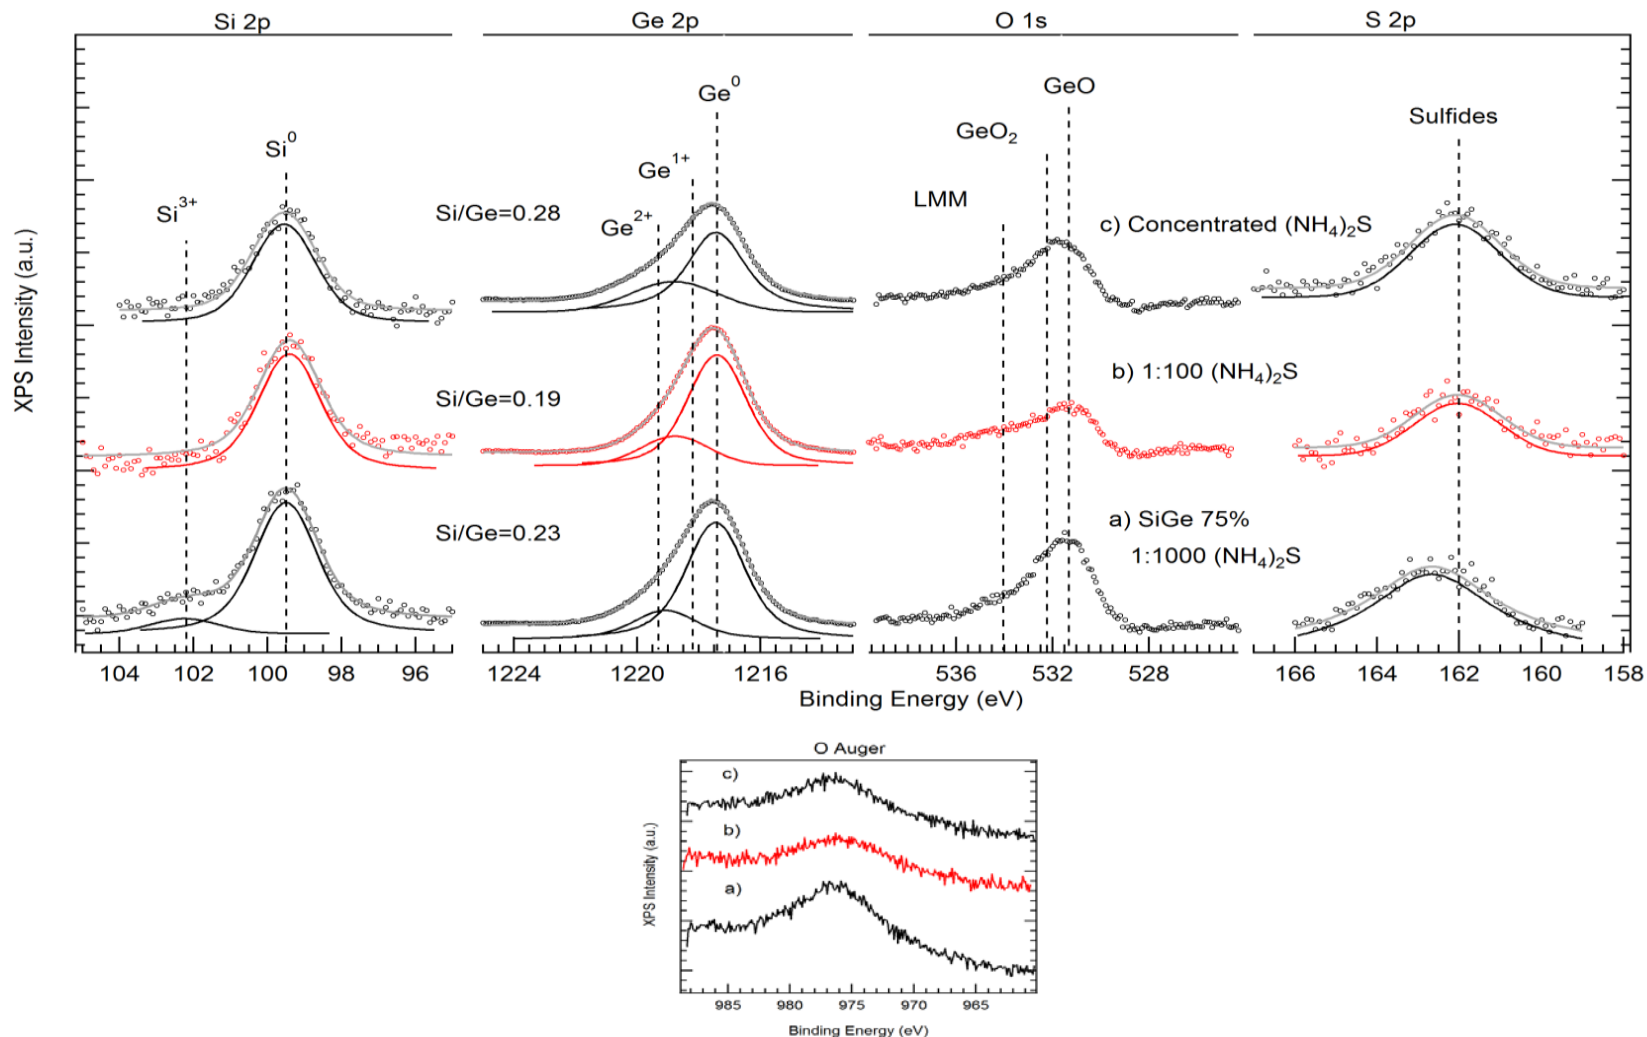 Si 2p Ge 2p O 1s S 2p
GeO
Ge⁰
Sulfides
GeO₂
Si⁰
Ge¹⁺
LMM
Si³⁺ Si/Ge=0.28
Ge²⁺
c) Concentrated (NH₄)₂S
XPS Intensity (a.u.)
b) 1:100 (NH₄)₂S
Si/Ge=0.19
Si/Ge=0.23
a) SiGe 75%
1:1000 (NH₄)₂S
104 102 100 98 96 1224 1220 1216 536 532 528 166 164 162 160 158
Binding Energy (eV)
O Auger
c)
b)
a)
XPS Intensity (a.u.)
985 980 975 970 965
Binding Energy (eV)